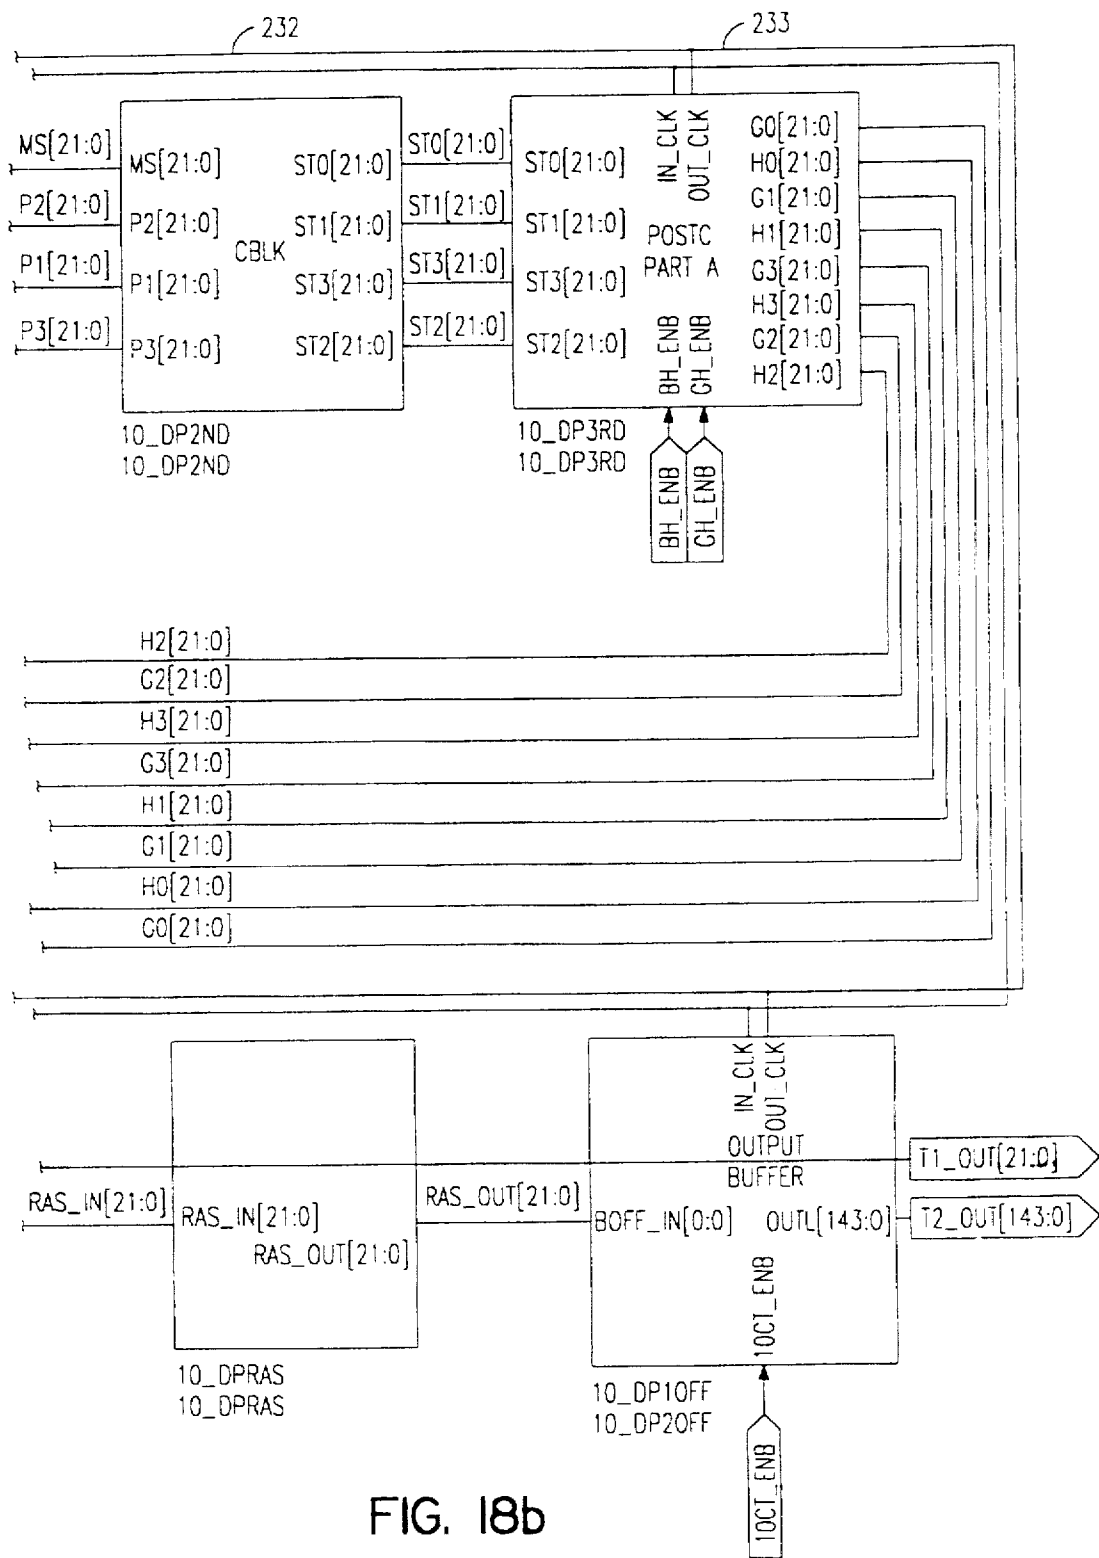 232
233
MS[21:0]
P2[21:0]
P1[21:0]
P3[21:0]
MS[21:0]
P2[21:0]
P1[21:0]
P3[21:0]
CBLK
ST0[21:0]
ST1[21:0]
ST3[21:0]
ST2[21:0]
10_DP2ND
10_DP2ND
ST0[21:0]
ST1[21:0]
ST3[21:0]
ST2[21:0]
ST0[21:0]
ST1[21:0]
ST3[21:0]
ST2[21:0]
IN_CLK
OUT_CLK
POSTC
PART A
BH_ENB
GH_ENB
G0[21:0]
H0[21:0]
G1[21:0]
H1[21:0]
G3[21:0]
H3[21:0]
G2[21:0]
H2[21:0]
10_DP3RD
10_DP3RD
BH_ENB
GH_ENB
H2[21:0]
G2[21:0]
H3[21:0]
G3[21:0]
H1[21:0]
G1[21:0]
H0[21:0]
G0[21:0]
RAS_IN[21:0]
RAS_IN[21:0]
RAS_OUT[21:0]
10_DPRAS
10_DPRAS
RAS_OUT[21:0]
IN_CLK
OUT_CLK
OUTPUT
BUFFER
BOFF_IN[0:0]
OUTL[143:0]
10CT_ENB
10_DP10FF
10_DP20FF
10CT_ENB
T1_OUT[21:0]
T2_OUT[143:0]
FIG. 18b